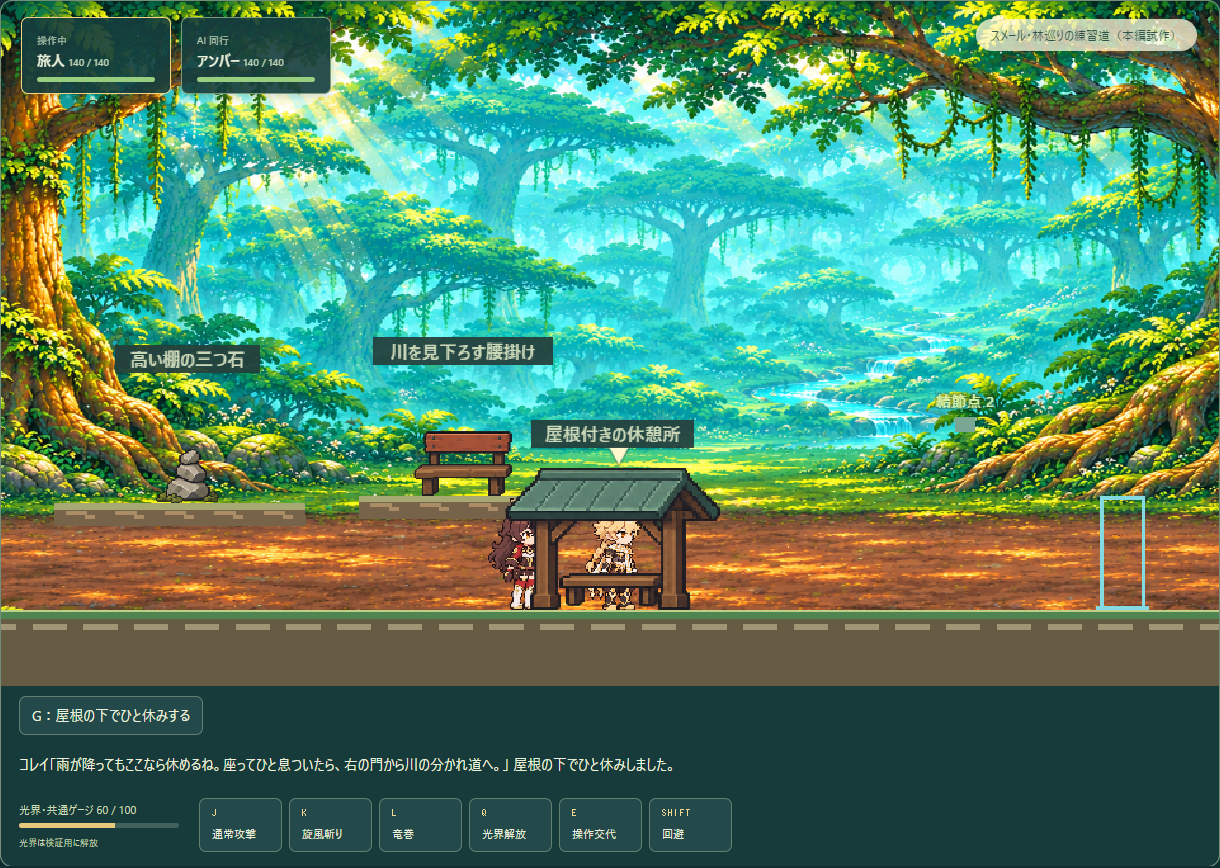 操作中
旅人 140 / 140
AI 同行
アンバー 140 / 140
スメール・林巡りの練習道（本編試作）
高い棚の三つ石
川を見下ろす腰掛け
屋根付きの休憩所
結節点 2
G：屋根の下でひと休みする
コレイ「雨が降ってもここなら休めるね。座ってひと息ついたら、右の門から川の分かれ道へ。」 屋根の下でひと休みしました。
光界・共通ゲージ 60 / 100
光界は検証用に解放
J
通常攻撃
K
旋風斬り
L
竜巻
Q
光界解放
E
操作交代
SHIFT
回避